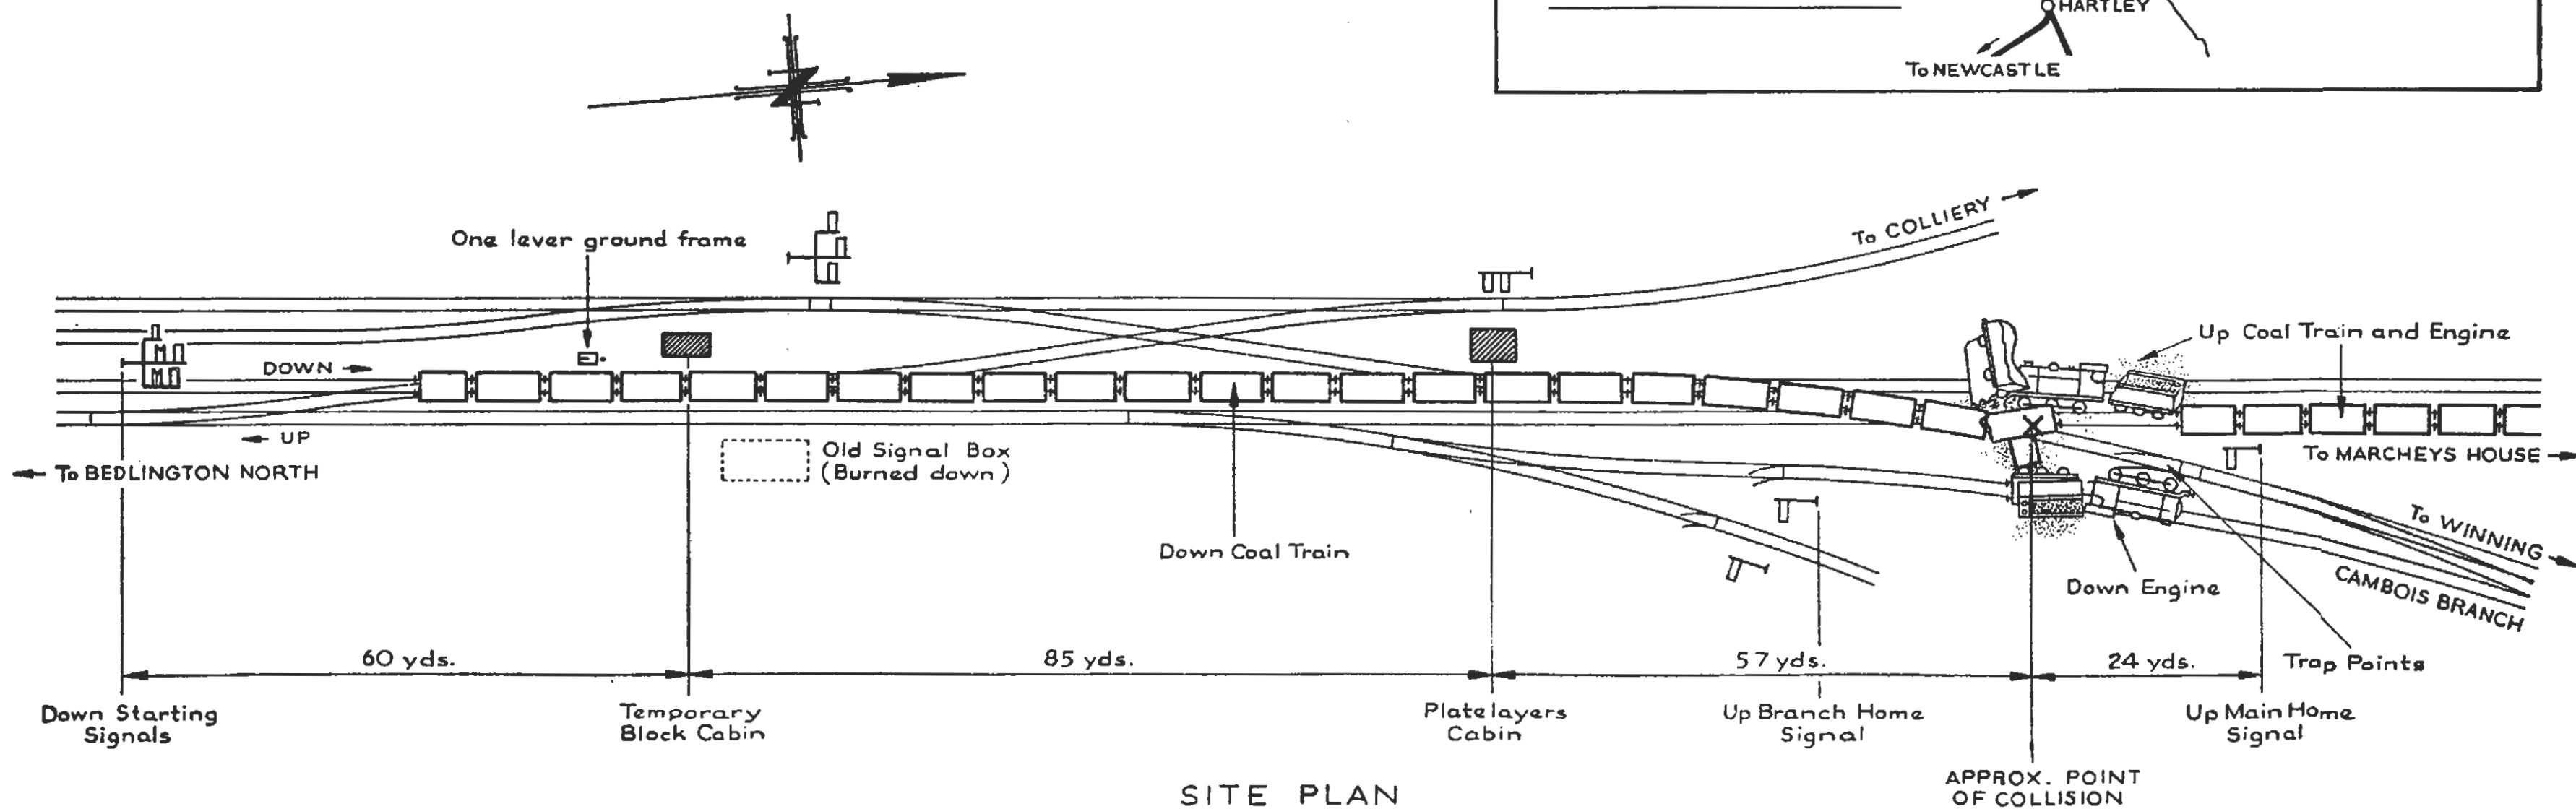 HARTLEY
To NEWCASTLE
To COLLIERY
One lever ground frame
Up Coal Train and Engine
M
M
DOWN
UP
To BEDLINGTON NORTH
Old Signal Box
(Burned down)
To MARCHEYS HOUSE
To WINNING
Down Coal Train
Down Engine
CAMBOIS BRANCH
60 yds.
85 yds.
57 yds.
24 yds.
Trap Points
Down Starting
Signals
Temporary
Block Cabin
Platelayers
Cabin
Up Branch Home
Signal
Up Main Home
Signal
APPROX. POINT
OF COLLISION
SITE PLAN